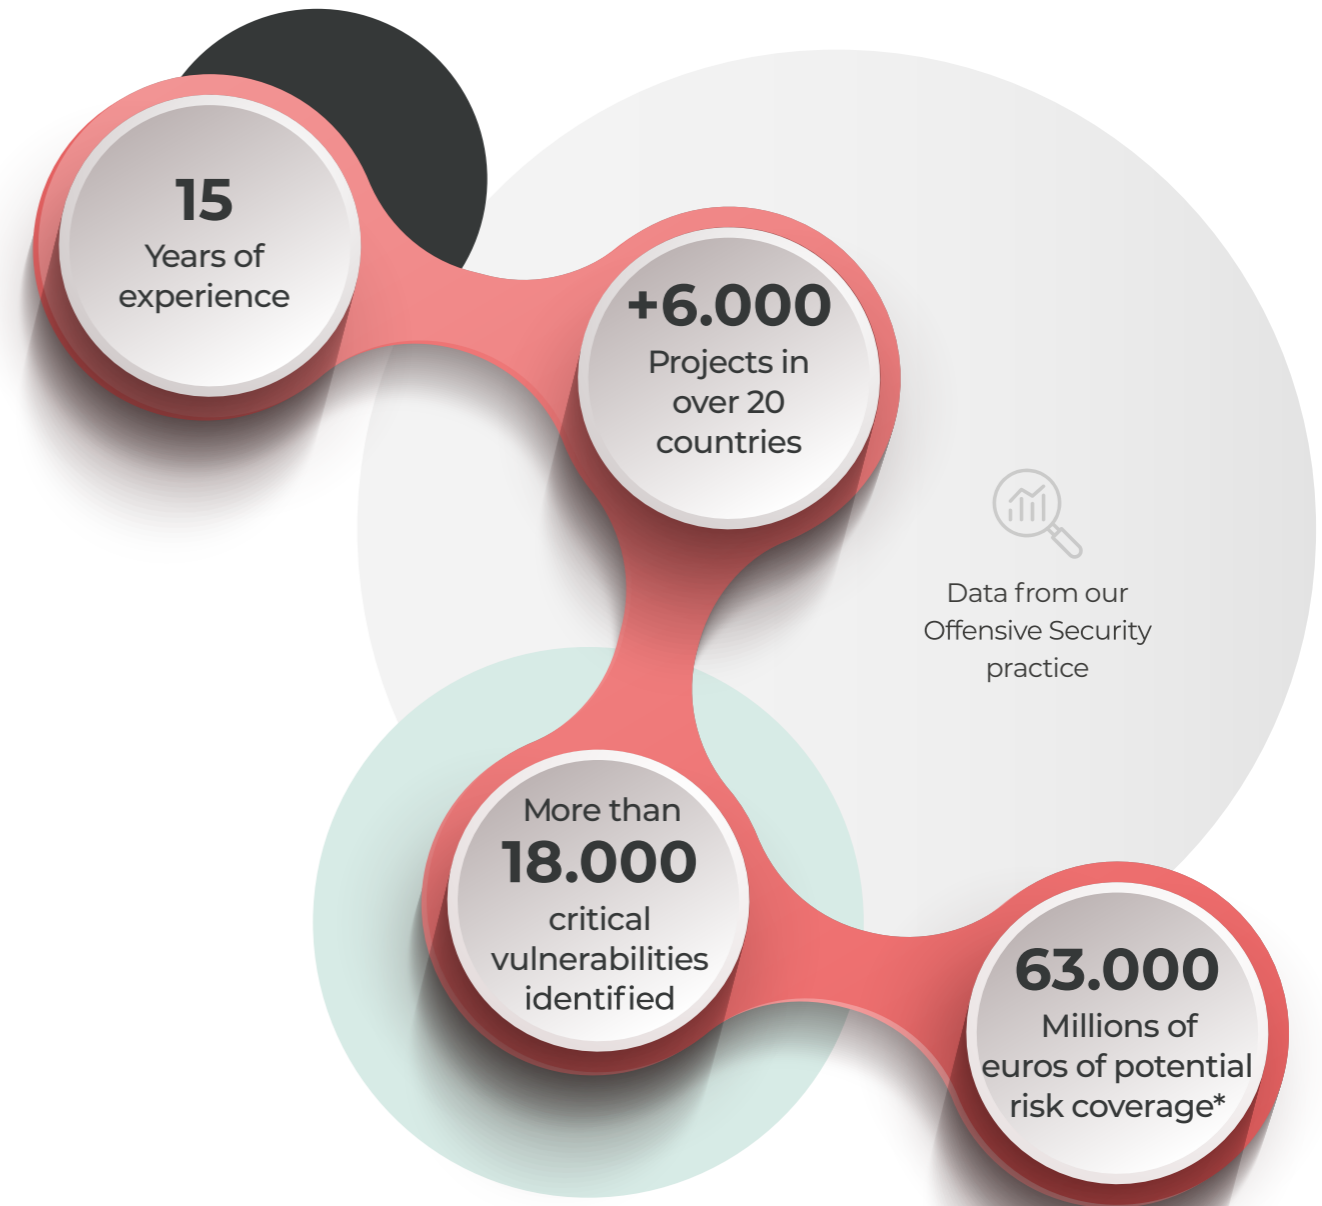 15
Years of
experience
+6.000
Projects in
over 20
countries
Data from our
Offensive Security
practice
More than
18.000
critical
vulnerabilities
identified
63.000
Millions of
euros of potential
risk coverage*